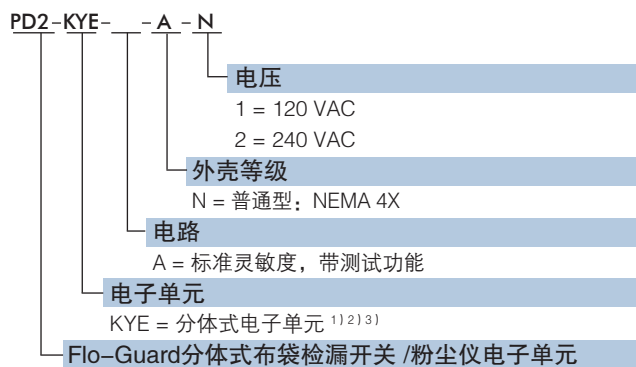 PD2-KYE- -A-N
电压
1 = 120 VAC
2 = 240 VAC
外壳等级
N = 普通型：NEMA 4X
电路
A = 标准灵敏度，带测试功能
电子单元
KYE = 分体式电子单元 1) 2) 3)
Flo-Guard分体式布袋检漏开关 /粉尘仪电子单元